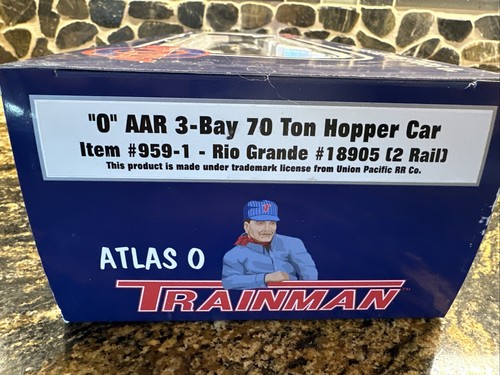 "O" AAR 3-Bay 70 Ton Hopper Car
Item #959-1 - Rio Grande #18905 (2 Rail)
This product is made under trademark license from Union Pacific RR Co.
ATLAS O
TRAINMAN